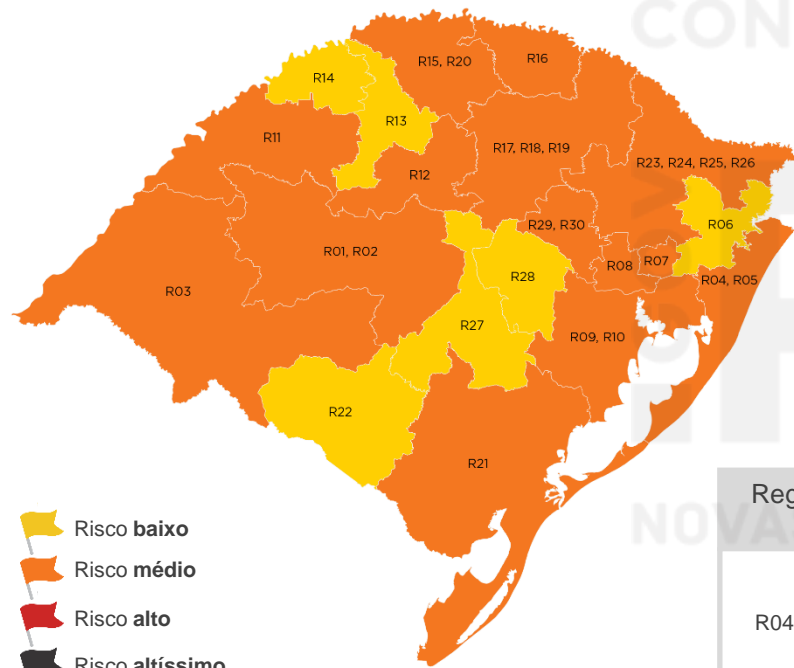 CON
R15, R20
R16
R14
R13
R11
R17, R18, R19
R23, R24, R25, R26
R12
R06
R29, R30
R01, R02
R08
R07
R28
R04, R05
R03
R27
R09, R10
R22
R21
Reg
NOVAS
Risco baixo
Risco médio
R04
Risco alto
Risco altíssimo